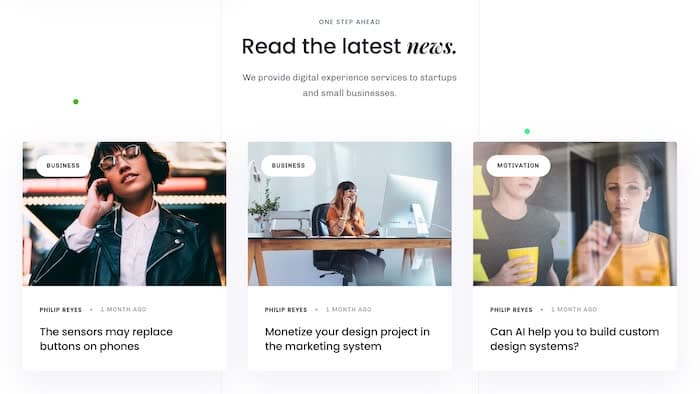 ONE STEP AHEAD
Read the latest news.
We provide digital experience services to startups
and small businesses.
BUSINESS
PHILIP REYES • 1 MONTH AGO
The sensors may replace
buttons on phones
BUSINESS
PHILIP REYES • 1 MONTH AGO
Monetize your design project in
the marketing system
MOTIVATION
PHILIP REYES • 1 MONTH AGO
Can AI help you to build custom
design systems?